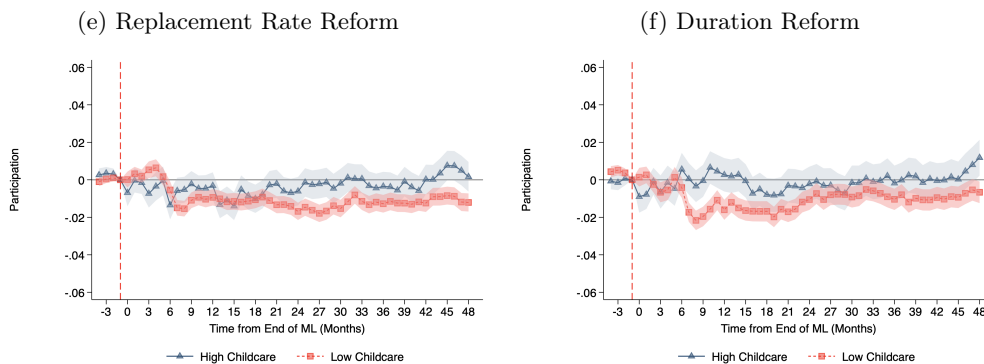 (e) Replacement Rate Reform
.06
.04
.02
0
-.02
-.04
-.06
Participation
-3 0 3 6 9 12 15 18 21 24 27 30 33 36 39 42 45 48
Time from End of ML (Months)
High Childcare Low Childcare
(f) Duration Reform
.06
.04
.02
0
-.02
-.04
-.06
Participation
-3 0 3 6 9 12 15 18 21 24 27 30 33 36 39 42 45 48
Time from End of ML (Months)
High Childcare Low Childcare